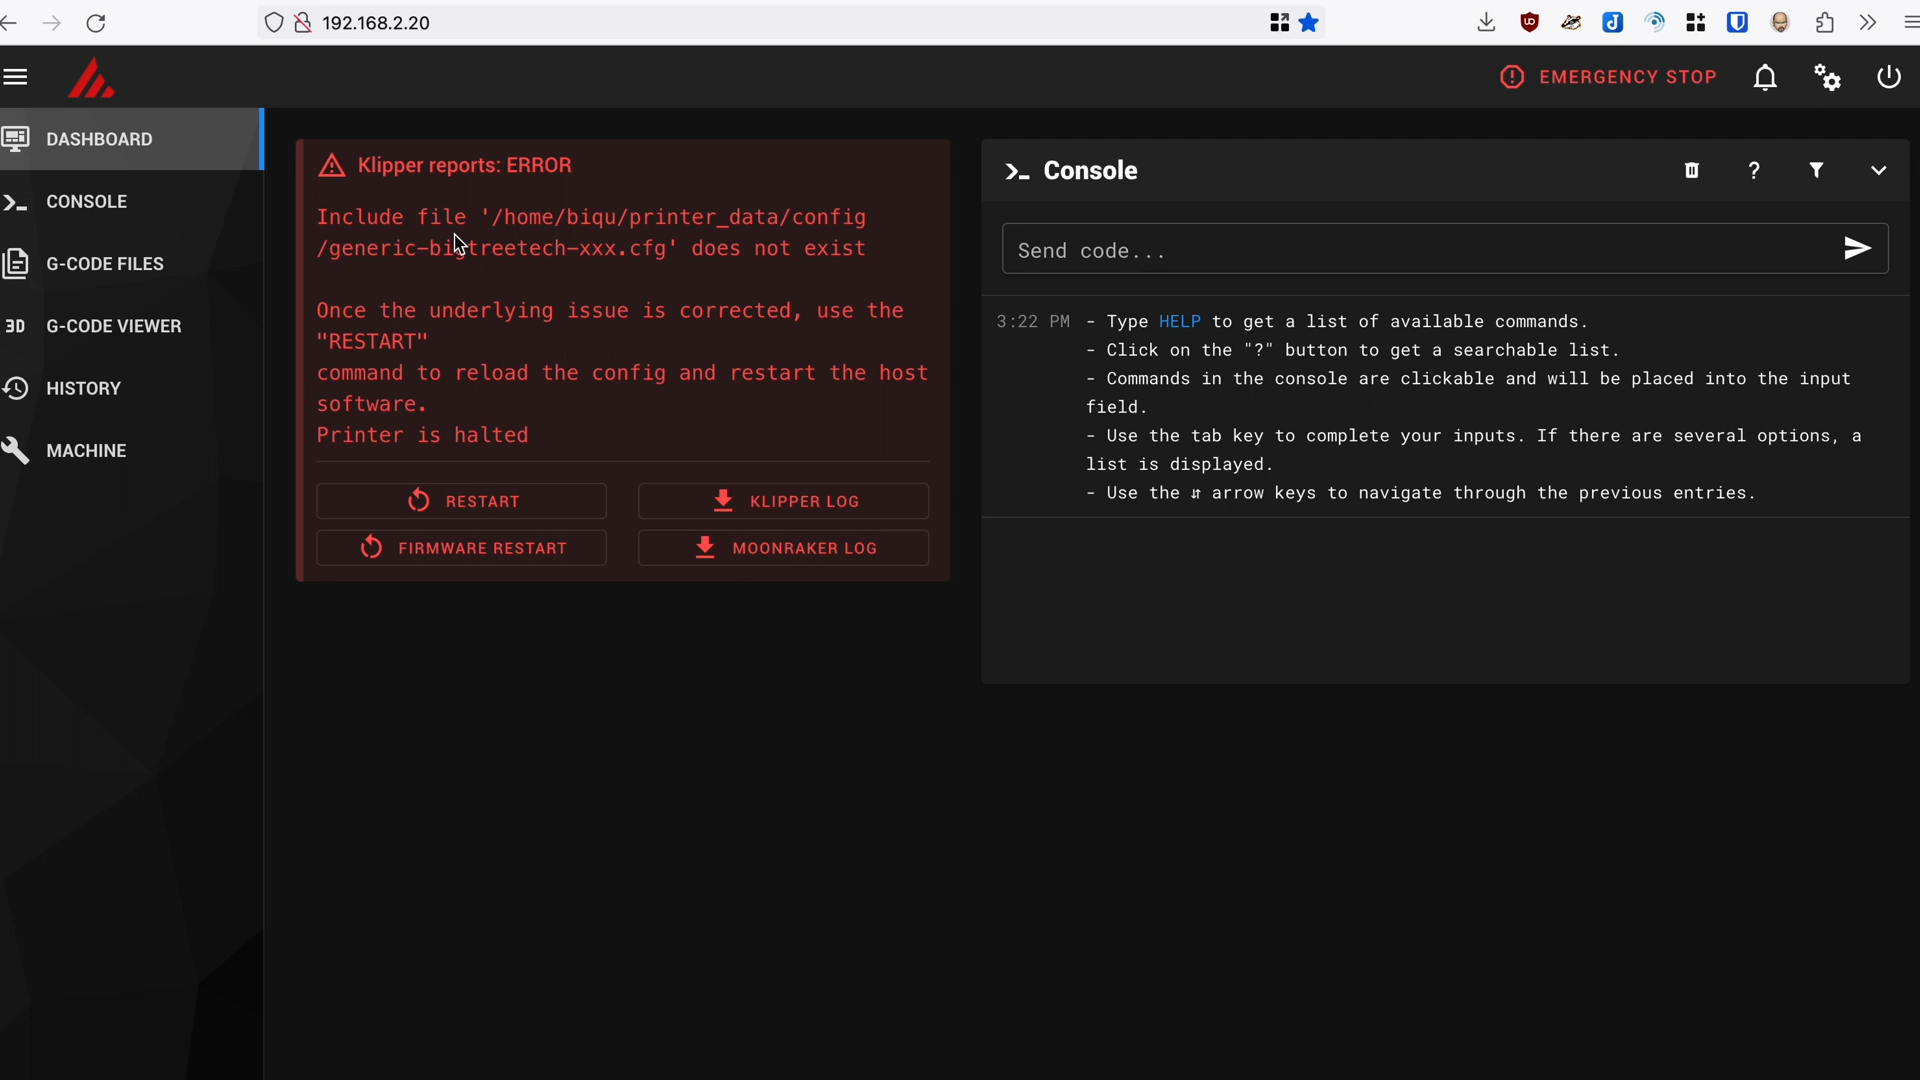 192.168.2.20
EMERGENCY STOP
DASHBOARD
CONSOLE
G-CODE FILES
3D G-CODE VIEWER
HISTORY
MACHINE
Klipper reports: ERROR
Include file '/home/biqu/printer_data/config
/generic-bigtreetech-xxx.cfg' does not exist
Once the underlying issue is corrected, use the
"RESTART"
command to reload the config and restart the host
software.
Printer is halted
RESTART
KLIPPER LOG
FIRMWARE RESTART
MOONRAKER LOG
>_ Console
?
Send code...
3:22 PM - Type HELP to get a list of available commands.
- Click on the "?" button to get a searchable list.
- Commands in the console are clickable and will be placed into the input
field.
- Use the tab key to complete your inputs. If there are several options, a
list is displayed.
- Use the ⇵ arrow keys to navigate through the previous entries.